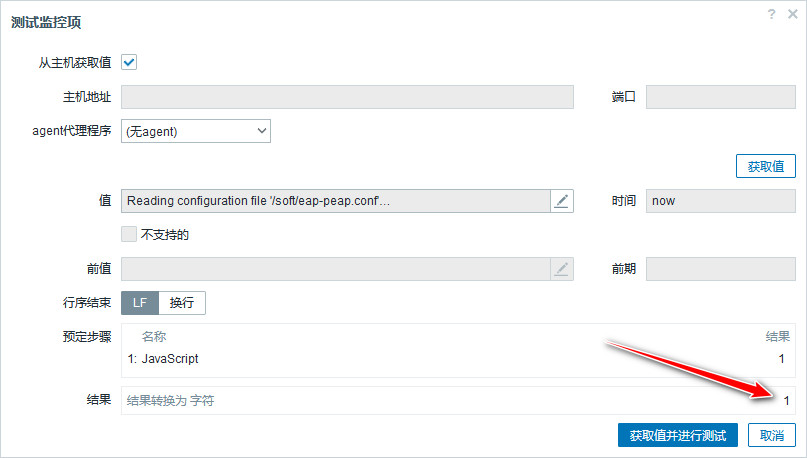 测试监控项
? ×
从主机获取值
主机地址 端口
agent代理程序 (无agent)
获取值
值 Reading configuration file '/soft/eap-peap.conf'... 时间 now
不支持的
前值 前期
行序结束 LF 换行
预定步骤 名称 结果
1: JavaScript 1
结果 结果转换为 字符 1
获取值并进行测试 取消